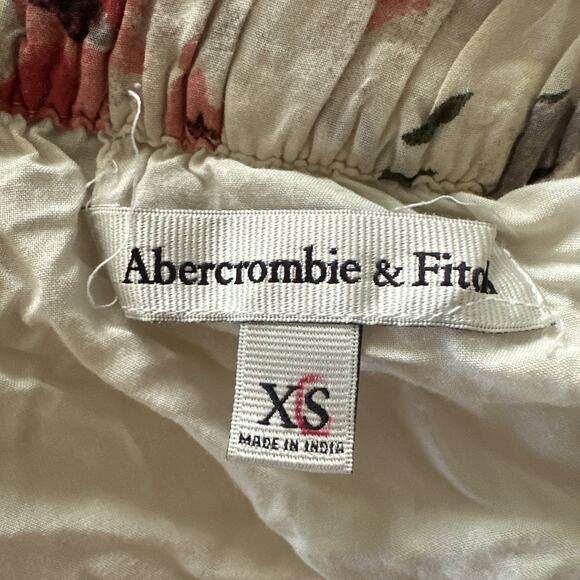 Abercrombie & Fitch
XS
MADE IN INDIA